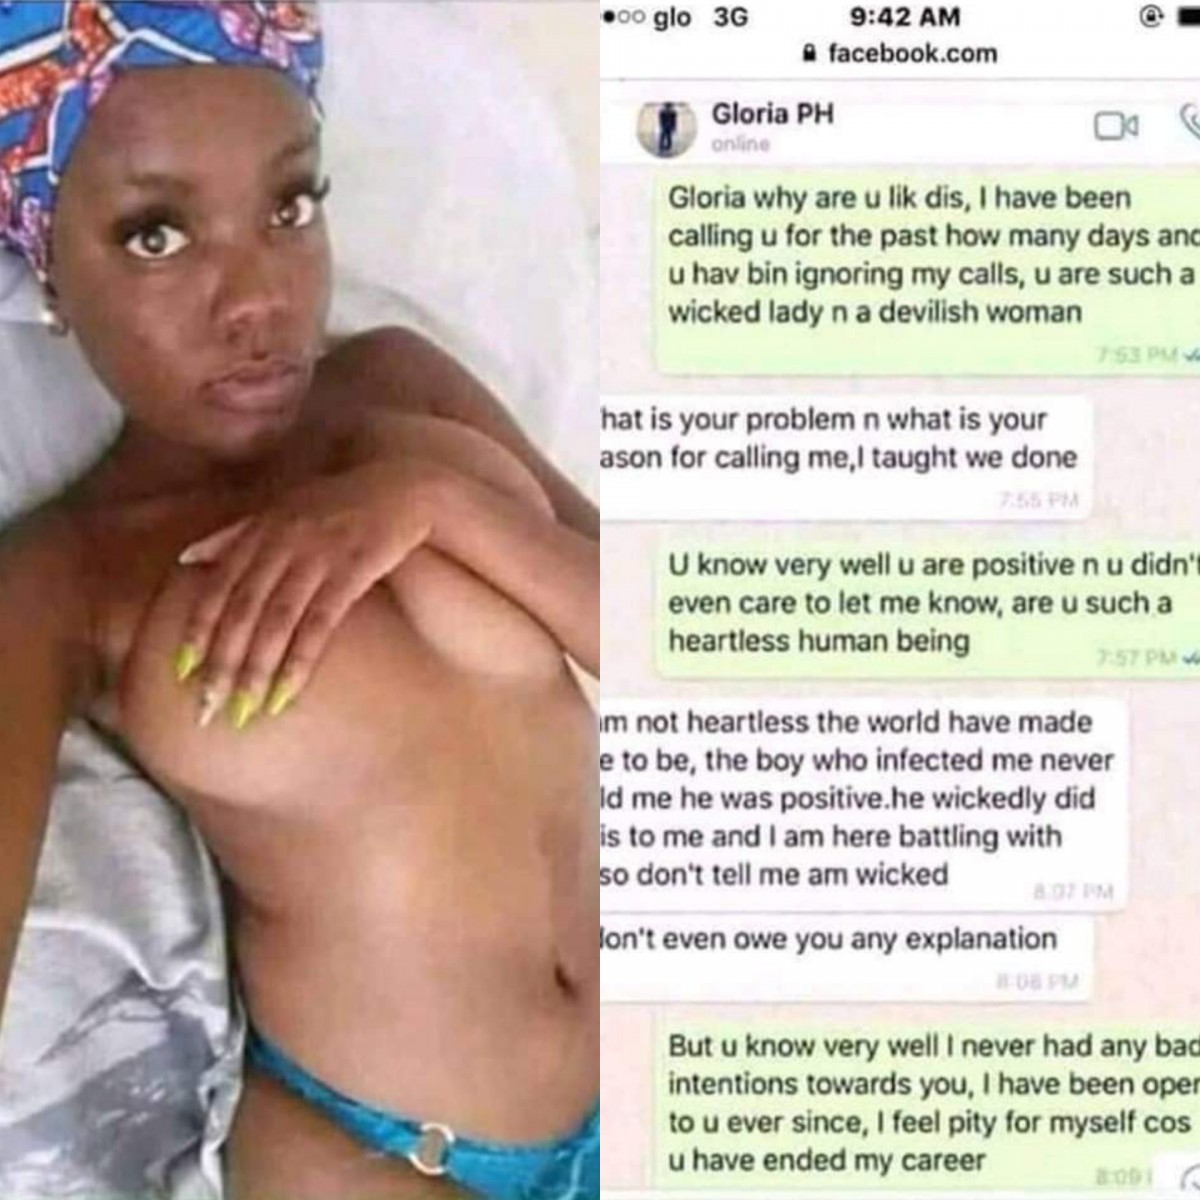 glo 3G 9:42 AM
facebook.com
Gloria PH
online
Gloria why are u lik dis, I have been
calling u for the past how many days and
u hav bin ignoring my calls, u are such a
wicked lady n a devilish woman
7:53 PM
hat is your problem n what is your
ason for calling me,I taught we done
7:55 PM
U know very well u are positive n u didn't
even care to let me know, are u such a
heartless human being
7:57 PM
m not heartless the world have made
e to be, the boy who infected me never
ld me he was positive.he wickedly did
is to me and I am here battling with
so don't tell me am wicked
8:07 PM
on't even owe you any explanation
8:08 PM
But u know very well I never had any bad
intentions towards you, I have been open
to u ever since, I feel pity for myself cos
u have ended my career
8:09